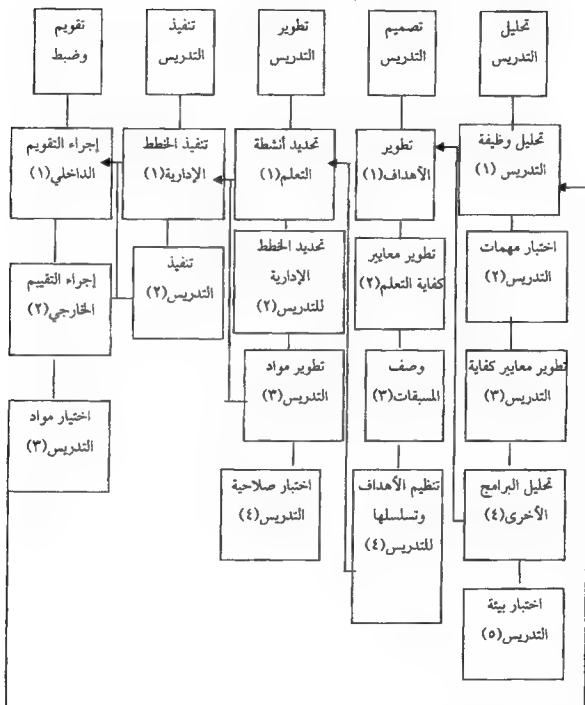 تحليل
التدريس
تصميم
التدريس
تطوير
التدريس
تنفيذ
التدريس
تقويم
وضبط
تحليل وظيفة
التدريس (١)
تطوير
الأهداف(١)
تحديد أنشطة
التعلم(١)
تنفيذ الخطط
الإدارية(١)
إجراء التقويم
الداخلي(١)
اختبار مهمات
التدريس(٢)
تطوير معايير
كفاية التعلم(٢)
تحديد الخطط
الإدارية
للتدريس(٢)
تنفيذ
التدريس(٢)
إجراء التقييم
الخارجي(٢)
تطوير معايير كفاية
التدريس(٣)
وصف
المسبقات(٣)
تطوير مواد
التدريس(٣)
اختيار مواد
التدريس(٣)
تحليل البرامج
الأخرى(٤)
تنظيم الأهداف
وتسلسلها
للتدريس(٤)
اختبار صلاحية
التدريس(٤)
اختبار بيئة
التدريس(٥)